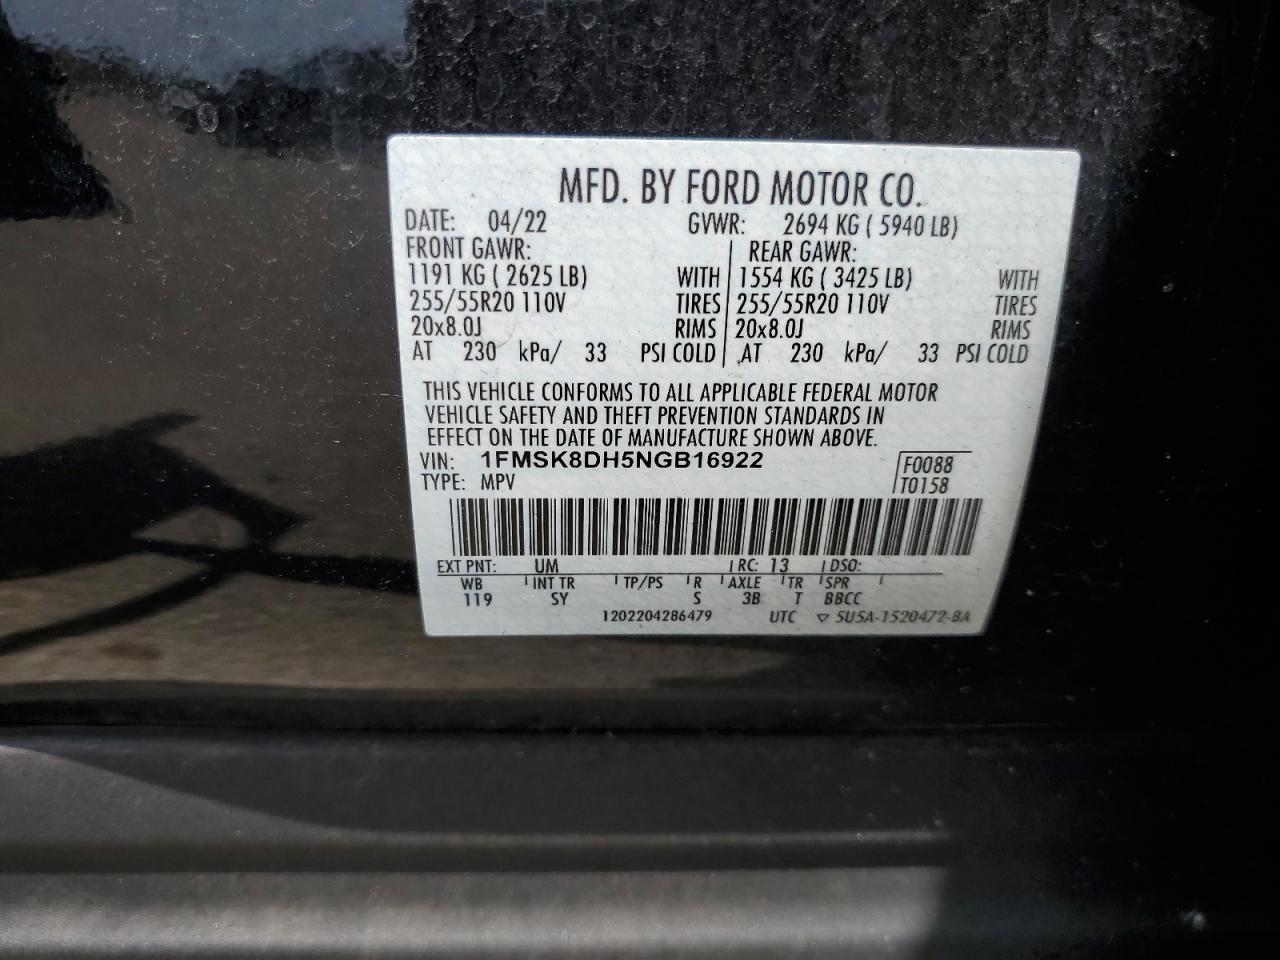 MFD. BY FORD MOTOR CO.
DATE: 04/22 GVWR: 2694 KG ( 5940 LB)
FRONT GAWR: REAR GAWR:
1191 KG ( 2625 LB) WITH 1554 KG ( 3425 LB) WITH
255/55R20 110V TIRES 255/55R20 110V TIRES
20x8.0J RIMS 20x8.0J RIMS
AT 230 kPa/ 33 PSI COLD AT 230 kPa/ 33 PSI COLD
THIS VEHICLE CONFORMS TO ALL APPLICABLE FEDERAL MOTOR
VEHICLE SAFETY AND THEFT PREVENTION STANDARDS IN
EFFECT ON THE DATE OF MANUFACTURE SHOWN ABOVE.
VIN: 1FMSK8DH5NGB16922 F0088
TYPE: MPV T0158
EXT PNT: UM RC: 13 DSO:
WB INT TR TP/PS R AXLE TR SPR
119 SY S 3B T BBCC
1202204286479 UTC ▽ 5U5A-1520472-BA